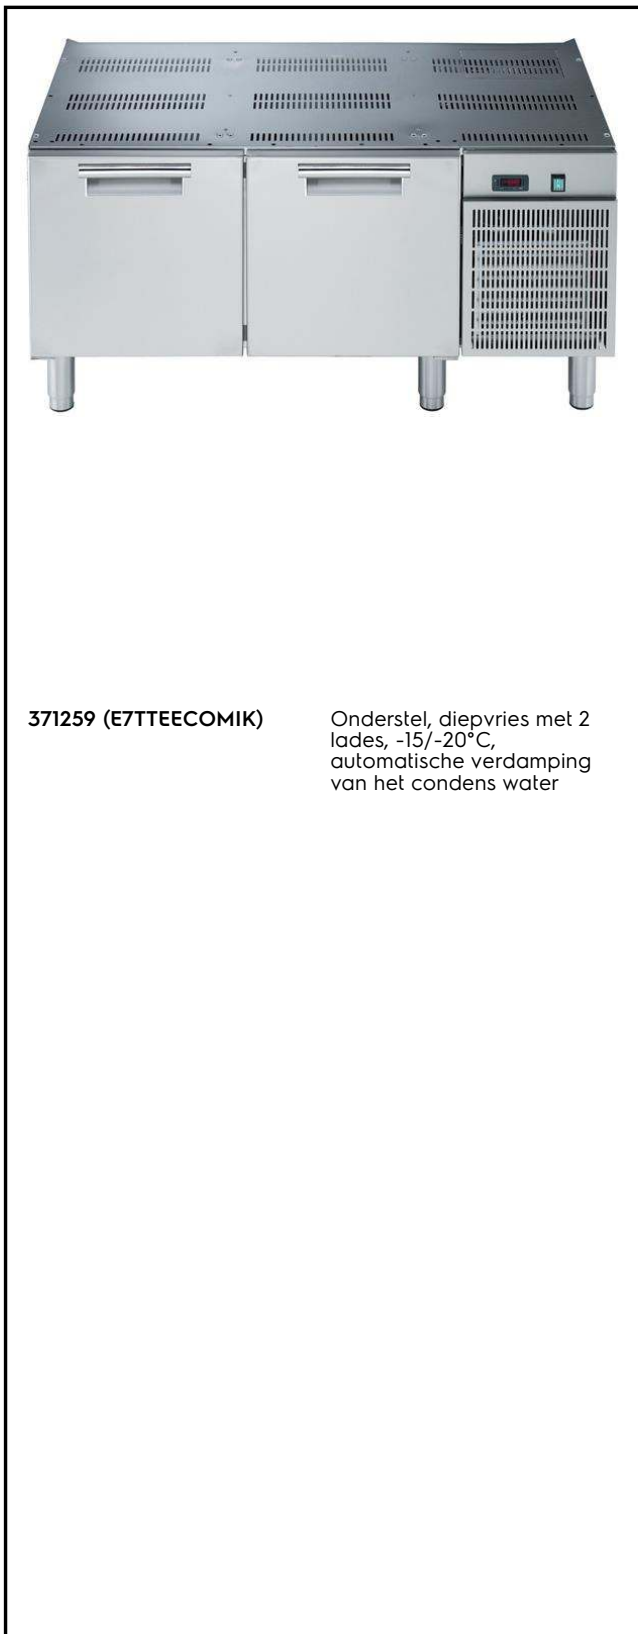 371259 (E7TTEECOMIK)
Onderstel, diepvries met 2
lades, -15/-20°C,
automatische verdamping
van het condens water